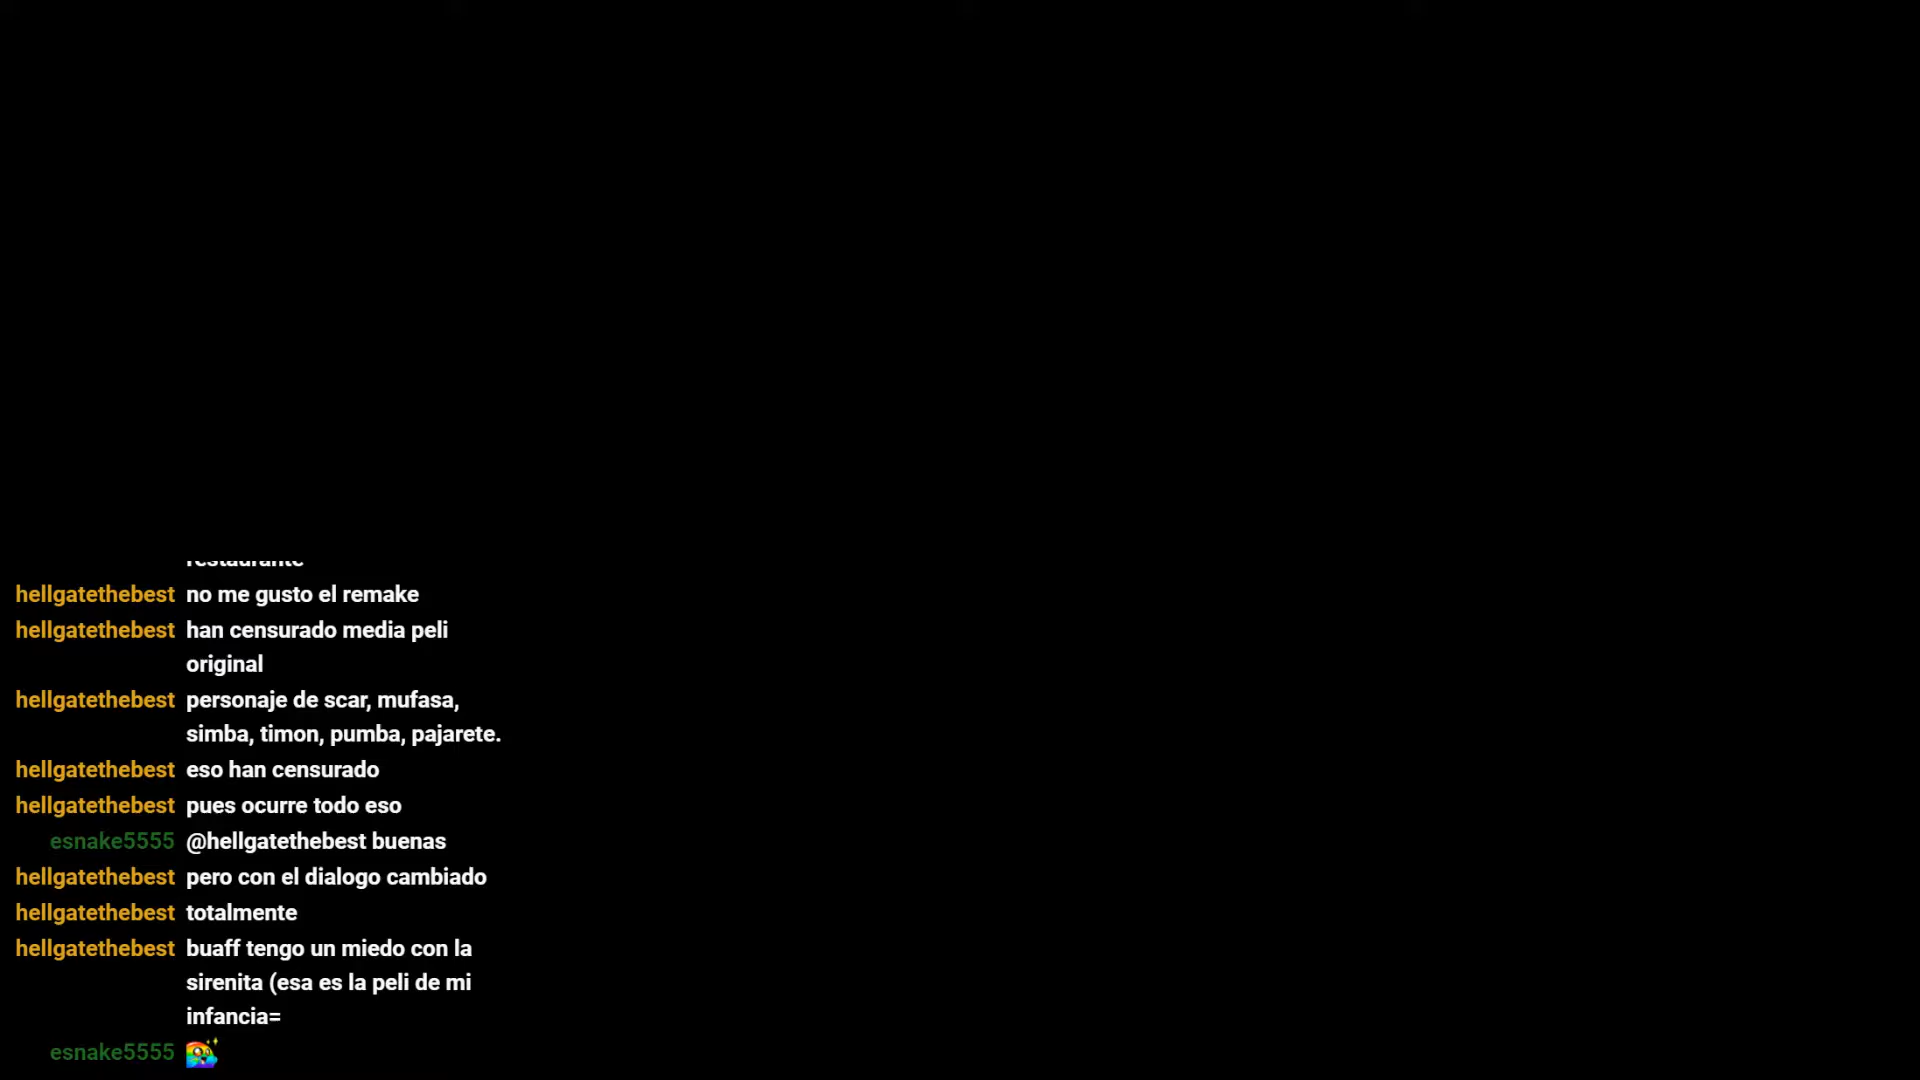 restaurante
hellgatethebest no me gusto el remake
hellgatethebest han censurado media peli
original
hellgatethebest personaje de scar, mufasa,
simba, timon, pumba, pajarete.
hellgatethebest eso han censurado
hellgatethebest pues ocurre todo eso
esnake5555 @hellgatethebest buenas
hellgatethebest pero con el dialogo cambiado
hellgatethebest totalmente
hellgatethebest buaff tengo un miedo con la
sirenita (esa es la peli de mi
infancia=
esnake5555